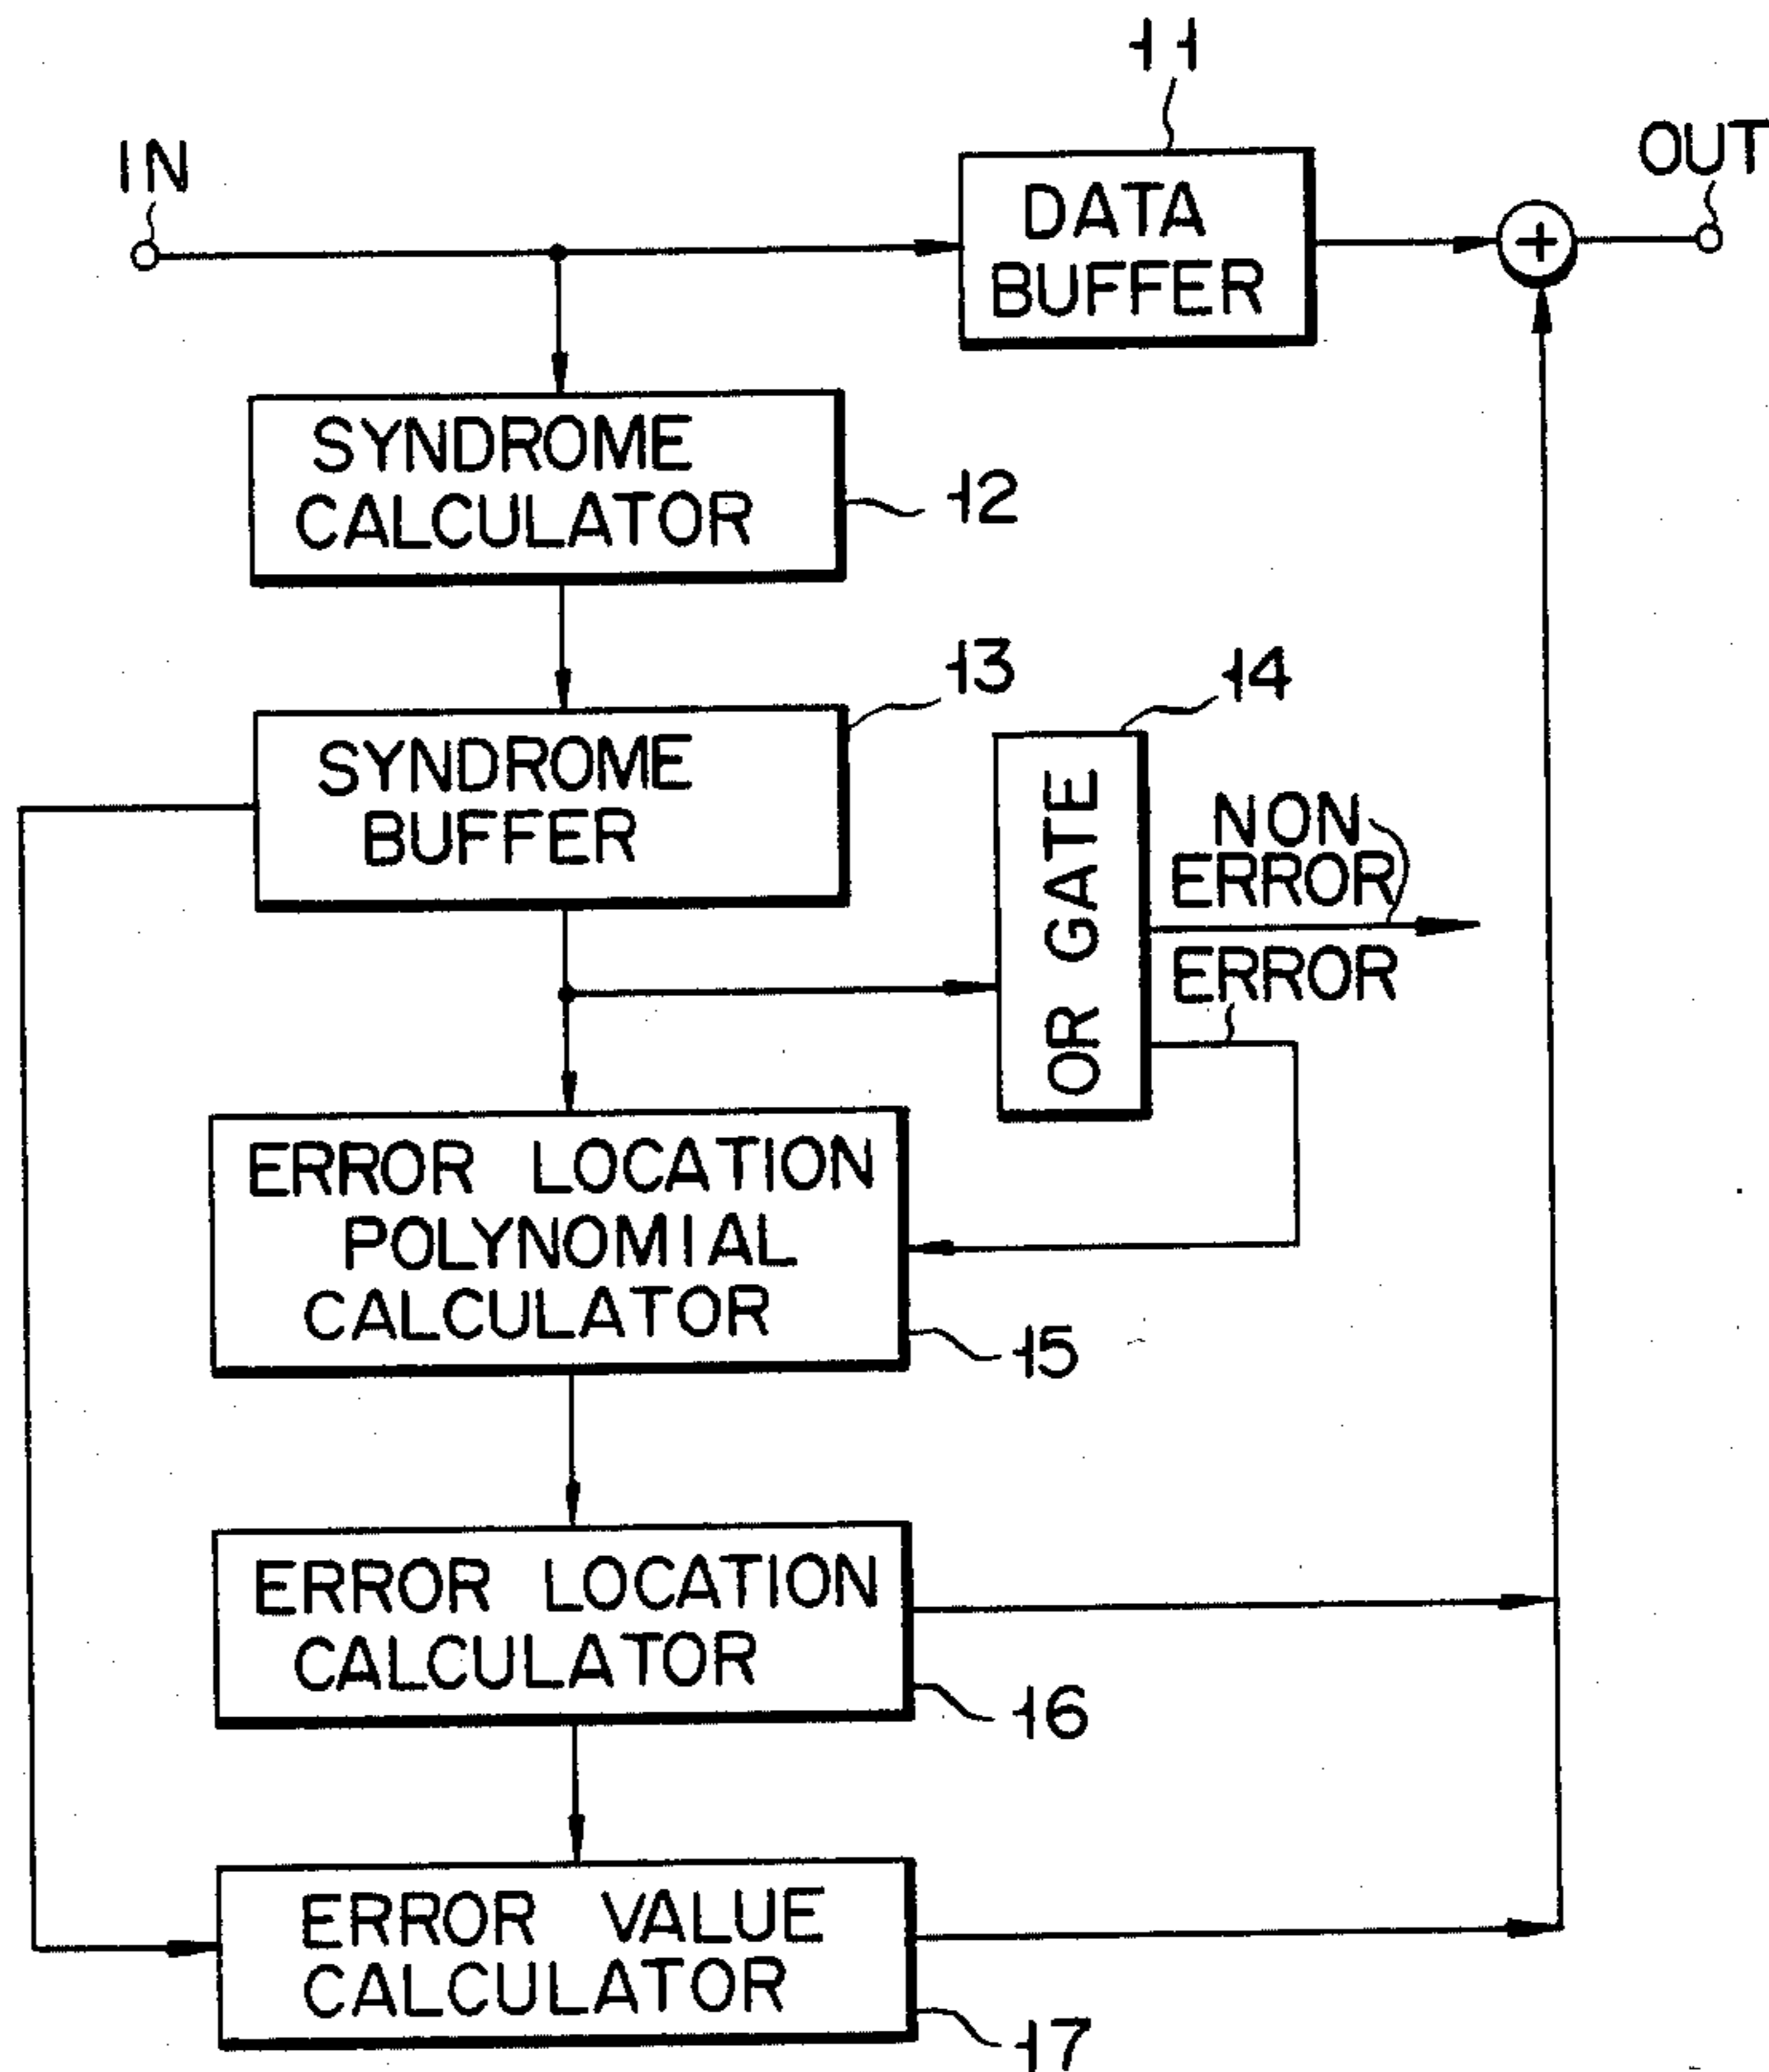 11
IN
OUT
DATA
BUFFER
+
SYNDROME
CALCULATOR
12
SYNDROME
BUFFER
13
14
OR GATE
NON
ERROR
ERROR
ERROR LOCATION
POLYNOMIAL
CALCULATOR
15
ERROR LOCATION
CALCULATOR
16
ERROR VALUE
CALCULATOR
17